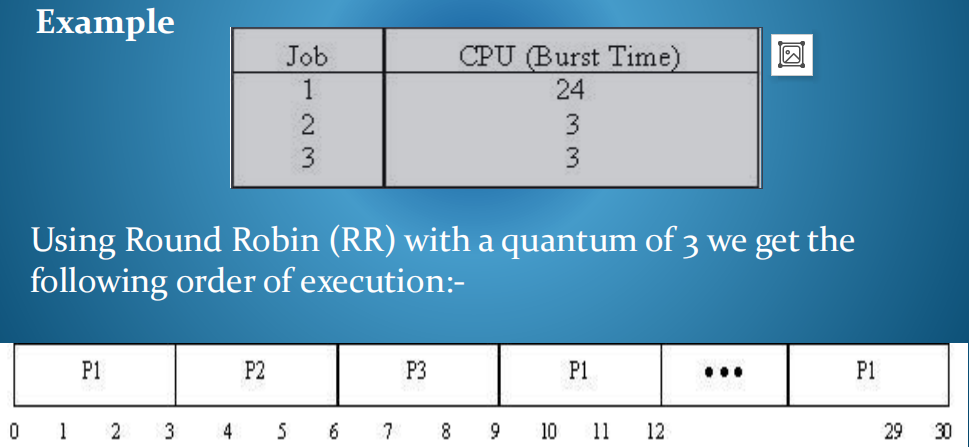 Example
Job CPU (Burst Time)
1 24
2 3
3 3
Using Round Robin (RR) with a quantum of 3 we get the
following order of execution:-
P1 P2 P3 P1 ••• P1
0 1 2 3 4 5 6 7 8 9 10 11 12 29 30